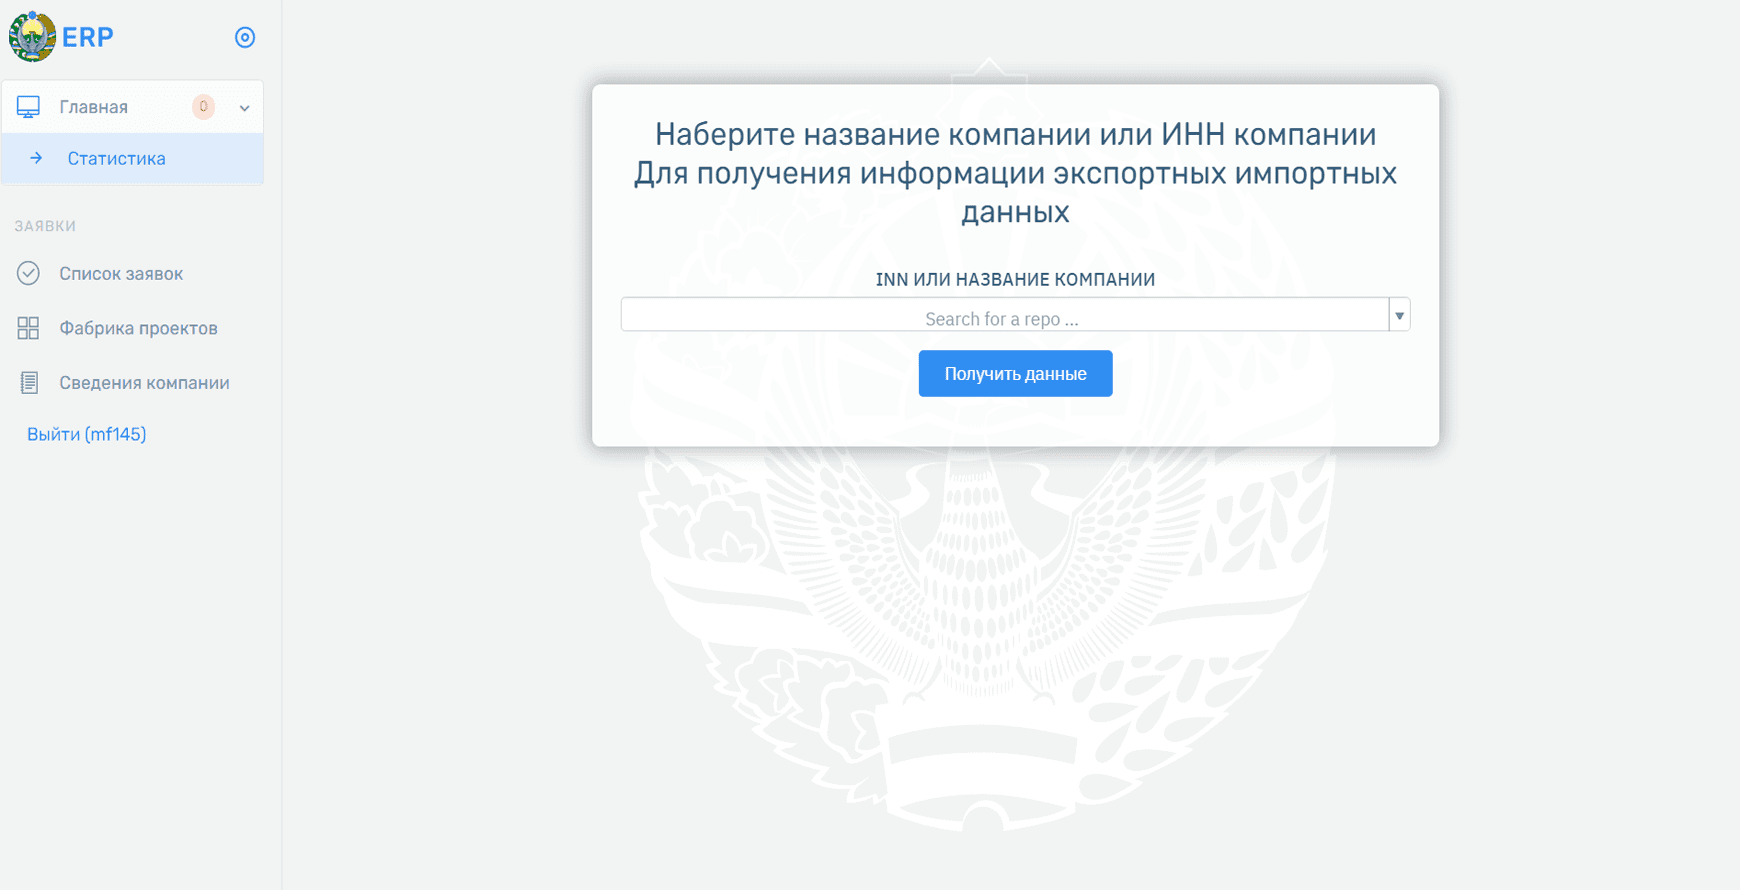 ERP
Главная 0
Статистика
ЗАЯВКИ
Список заявок
Фабрика проектов
Сведения компании
Выйти (mf145)
Наберите название компании или ИНН компании
Для получения информации экспортных импортных
данных
INN ИЛИ НАЗВАНИЕ КОМПАНИИ
Search for a repo ...
Получить данные